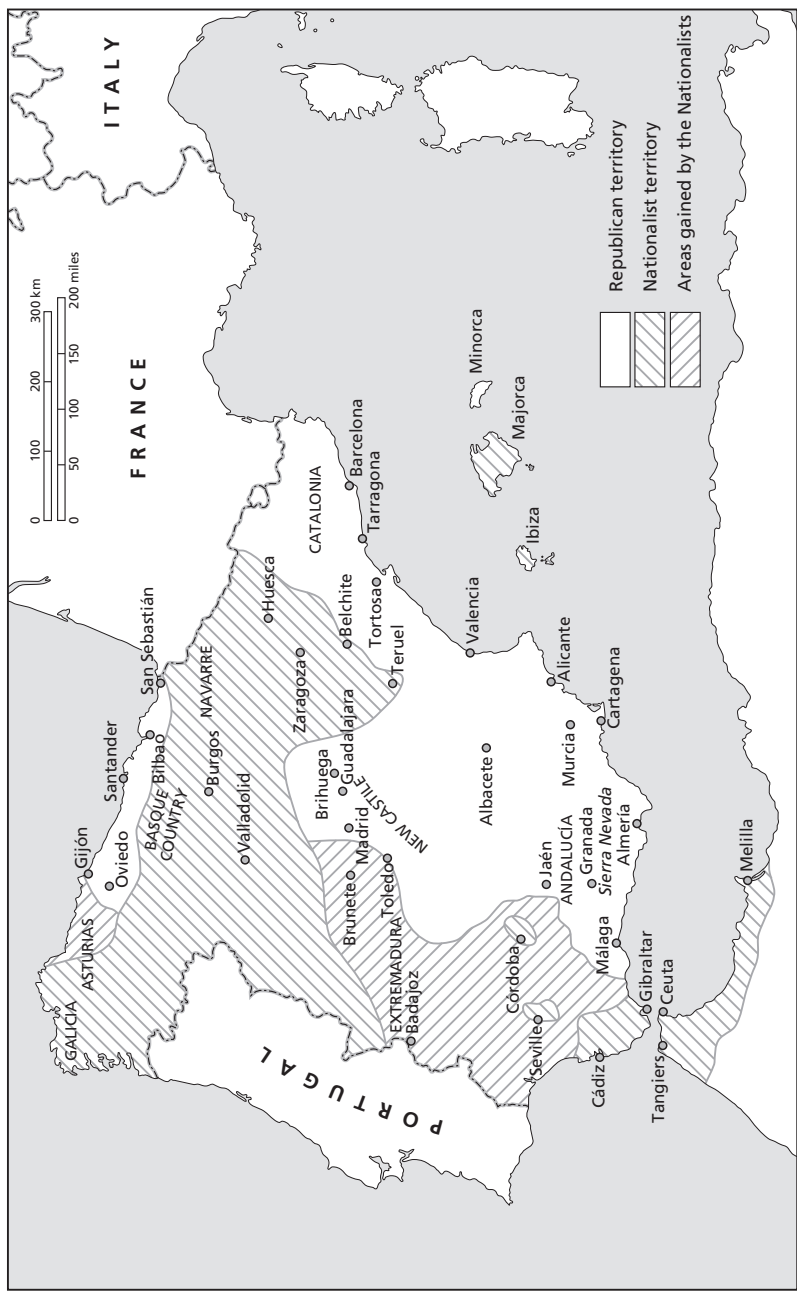 ITALY
FRANCE
0
100
200
300 km
0
50
100
150
200 miles
GALICIA
ASTURIAS
Gijón
Oviedo
Santander
BASQUE
COUNTRY
Bilbao
San Sebastián
NAVARRE
Burgos
Valladolid
Huesca
Zaragoza
CATALONIA
Belchite
Barcelona
Tarragona
Tortosa
Teruel
Brihuega
Guadalajara
Madrid
NEW CASTILE
Brunete
Toledo
EXTREMADURA
Badajoz
PORTUGAL
Valencia
Albacete
Alicante
Murcia
Cartagena
Jaén
ANDALUCÍA
Granada
Sierra Nevada
Almería
Córdoba
Seville
Málaga
Cádiz
Gibraltar
Ceuta
Tangiers
Melilla
Ibiza
Majorca
Minorca
Republican territory
Nationalist territory
Areas gained by the Nationalists